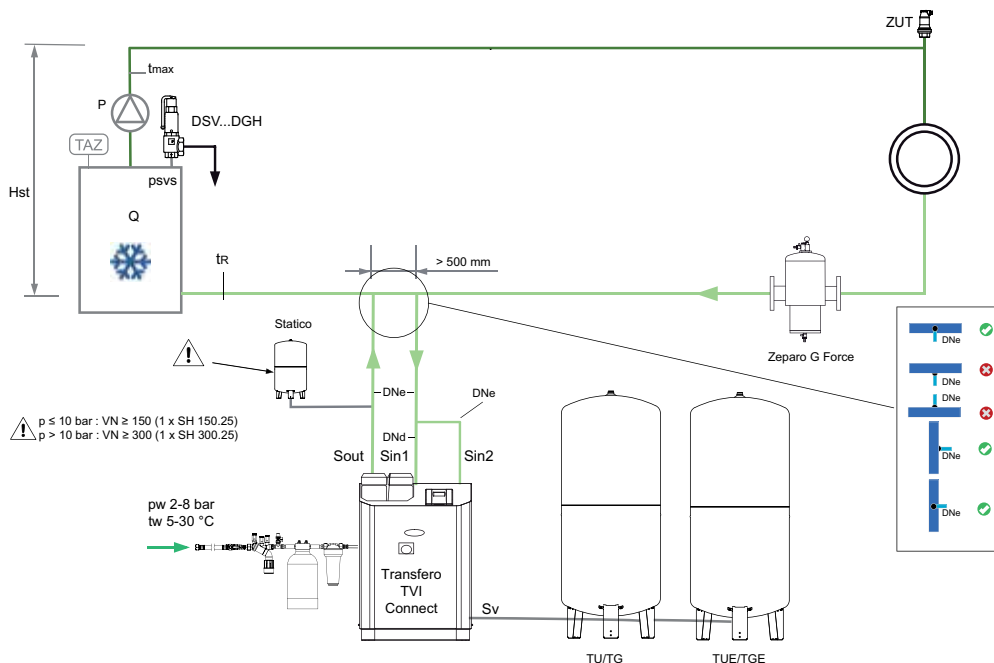 ZUT
tmax
P
DSV...DGH
TAZ
psvs
Hst
Q
tR
> 500 mm
Zeparo G Force
Statico
DNe
DNe
DNd
p ≤ 10 bar : VN ≥ 150 (1 x SH 150.25)
p > 10 bar : VN ≥ 300 (1 x SH 300.25)
Sout
Sin1
Sin2
pw 2-8 bar
tw 5-30 °C
Transfero
TVI
Connect
Sv
TU/TG
TUE/TGE
DNe
DNe
DNe
DNe
DNe